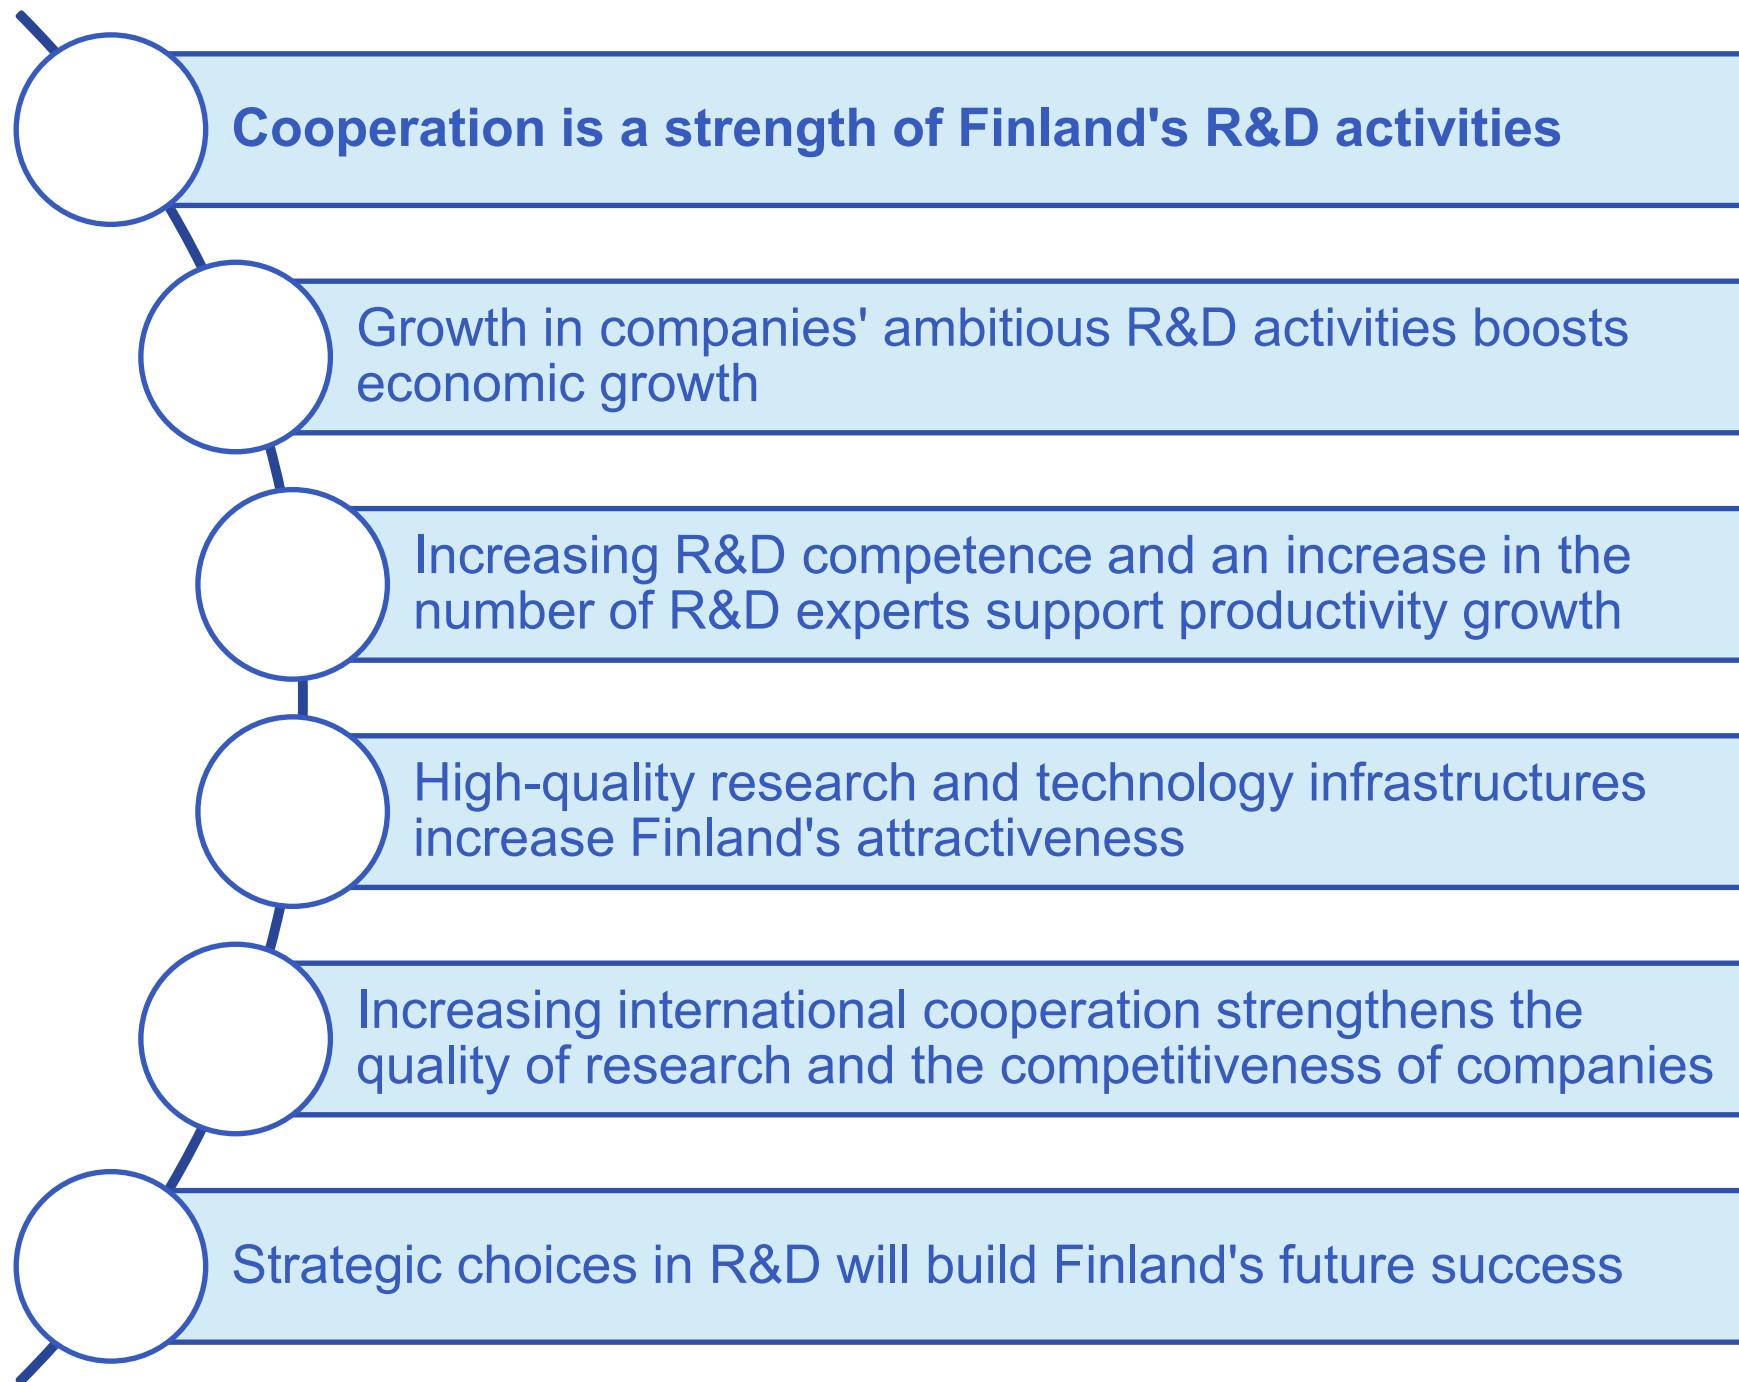 Cooperation is a strength of Finland's R&D activities
Growth in companies' ambitious R&D activities boosts
economic growth
Increasing R&D competence and an increase in the
number of R&D experts support productivity growth
High-quality research and technology infrastructures
increase Finland's attractiveness
Increasing international cooperation strengthens the
quality of research and the competitiveness of companies
Strategic choices in R&D will build Finland's future success